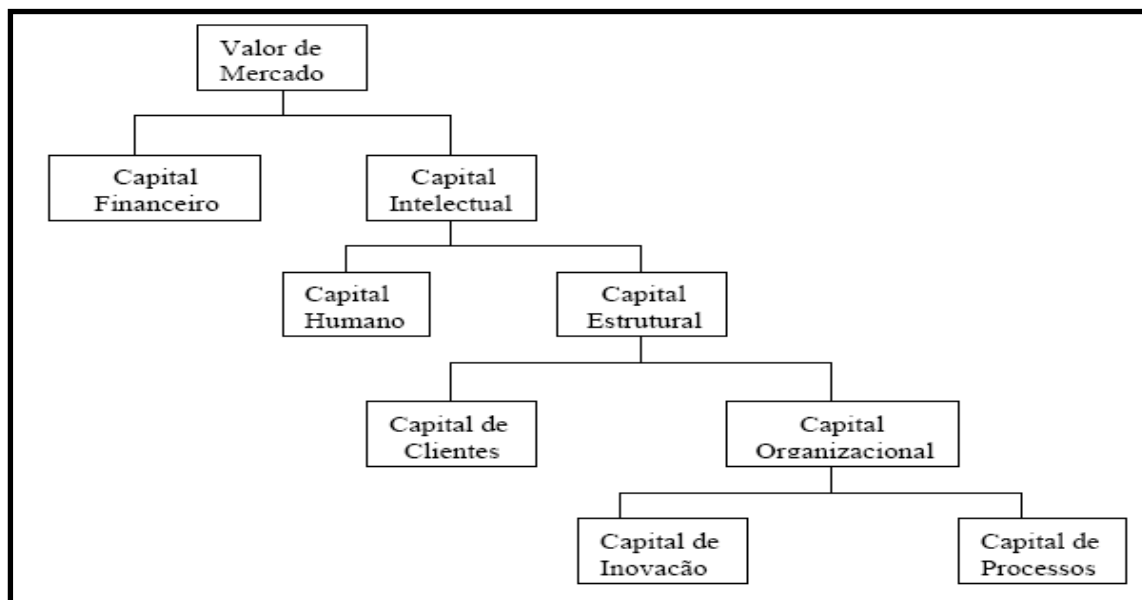 Valor de
Mercado
Capital
Financeiro
Capital
Intelectual
Capital
Humano
Capital
Estrutural
Capital de
Clientes
Capital
Organizacional
Capital de
Inovação
Capital de
Processos